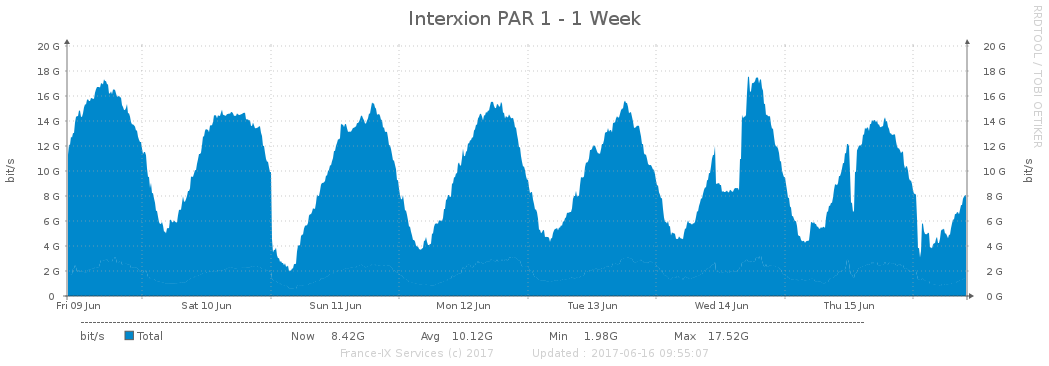 Interxion PAR 1 - 1 Week
RRDTOOL / TOBI OETIKER
20 G 20 G
18 G 18 G
16 G 16 G
14 G 14 G
12 G 12 G
10 G 10 G
8 G 8 G
6 G 6 G
4 G 4 G
2 G 2 G
0 0 G
bit/s bit/s
Fri 09 Jun Sat 10 Jun Sun 11 Jun Mon 12 Jun Tue 13 Jun Wed 14 Jun Thu 15 Jun
bit/s Total Now 8.42G Avg 10.12G Min 1.98G Max 17.52G
France-IX Services (c) 2017 Updated : 2017-06-16 09:55:07